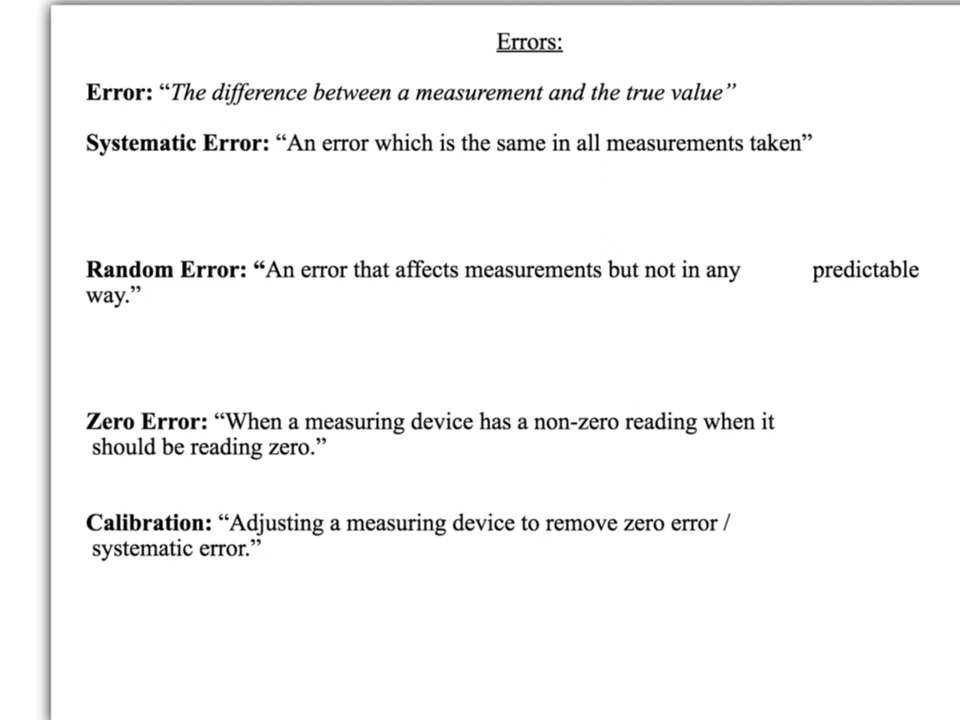 Errors:
Error: “The difference between a measurement and the true value”
Systematic Error: “An error which is the same in all measurements taken”
Random Error: “An error that affects measurements but not in any predictable
way.”
Zero Error: “When a measuring device has a non-zero reading when it
should be reading zero.”
Calibration: “Adjusting a measuring device to remove zero error /
systematic error.”